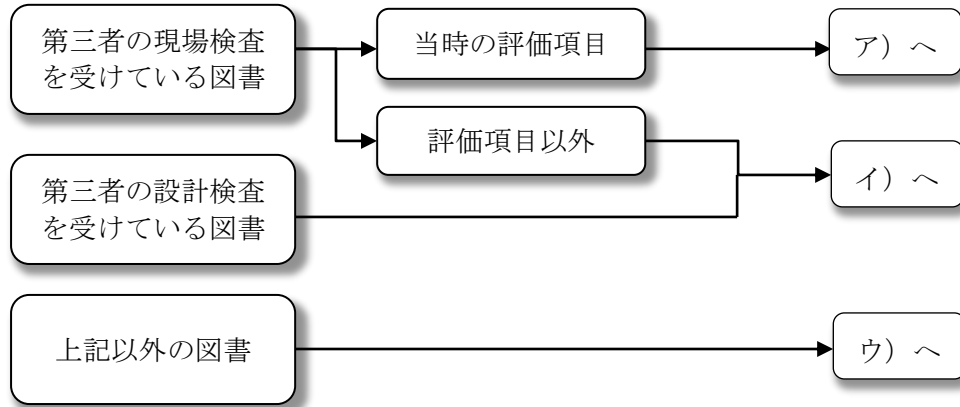 第三者の現場検査
を受けている図書
当時の評価項目
ア）へ
評価項目以外
イ）へ
第三者の設計検査
を受けている図書
上記以外の図書
ウ）へ